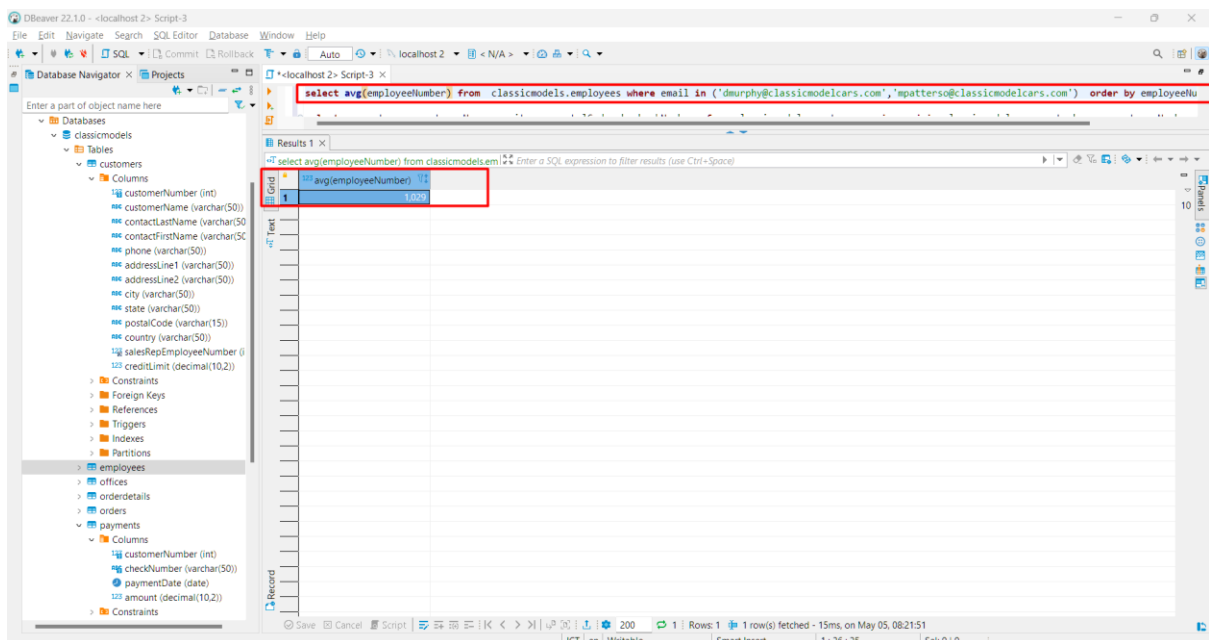 DBeaver 22.1.0 - <localhost 2> Script-3
File Edit Navigate Search SQL Editor Database Window Help
SQL Commit Rollback Auto localhost 2 < N/A >
Database Navigator Projects
*<localhost 2> Script-3
select avg(employeeNumber) from classicmodels.employees where email in ('dmurphy@classicmodelcars.com','mpatterso@classicmodelcars.com') order by employeeNu
Enter a part of object name here
Databases
classicmodels
Tables
customers
Columns
customerNumber (int)
customerName (varchar(50))
contactLastName (varchar(50
contactFirstName (varchar(5
phone (varchar(50))
addressLine1 (varchar(50))
addressLine2 (varchar(50))
city (varchar(50))
state (varchar(50))
postalCode (varchar(15))
country (varchar(50))
salesRepEmployeeNumber (i
creditLimit (decimal(10,2))
Constraints
Foreign Keys
References
Triggers
Indexes
Partitions
employees
offices
orderdetails
orders
payments
Columns
customerNumber (int)
checkNumber (varchar(50))
paymentDate (date)
amount (decimal(10,2))
Constraints
Results 1
select avg(employeeNumber) from classicmodels.em Enter a SQL expression to filter results (use Ctrl+Space)
Grid
Text
Record
123 avg(employeeNumber)
1 1,029
Panels
10
Save Cancel Script 200 1 Rows: 1 1 row(s) fetched - 15ms, on May 05, 08:21:51